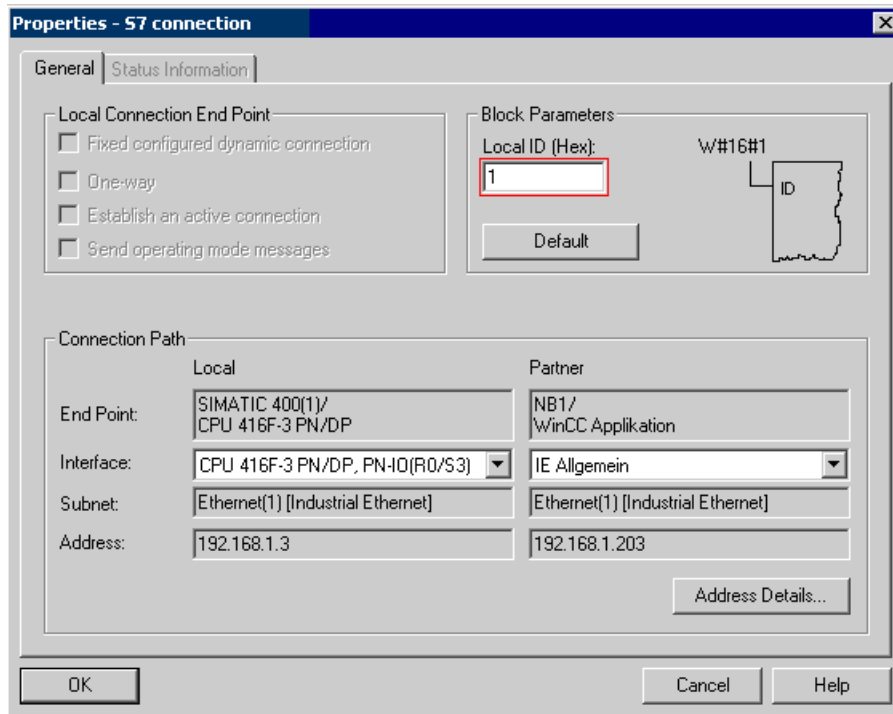 Properties - S7 connection
General
Status Information
Local Connection End Point
Fixed configured dynamic connection
One-way
Establish an active connection
Send operating mode messages
Block Parameters
Local ID (Hex):
W#16#1
1
ID
Default
Connection Path
Local
Partner
End Point:
SIMATIC 400(1)/
CPU 416F-3 PN/DP
NB1/
WinCC Applikation
Interface:
CPU 416F-3 PN/DP, PN-IO(R0/S3)
IE Allgemein
Subnet:
Ethernet(1) [Industrial Ethernet]
Ethernet(1) [Industrial Ethernet]
Address:
192.168.1.3
192.168.1.203
Address Details...
OK
Cancel
Help